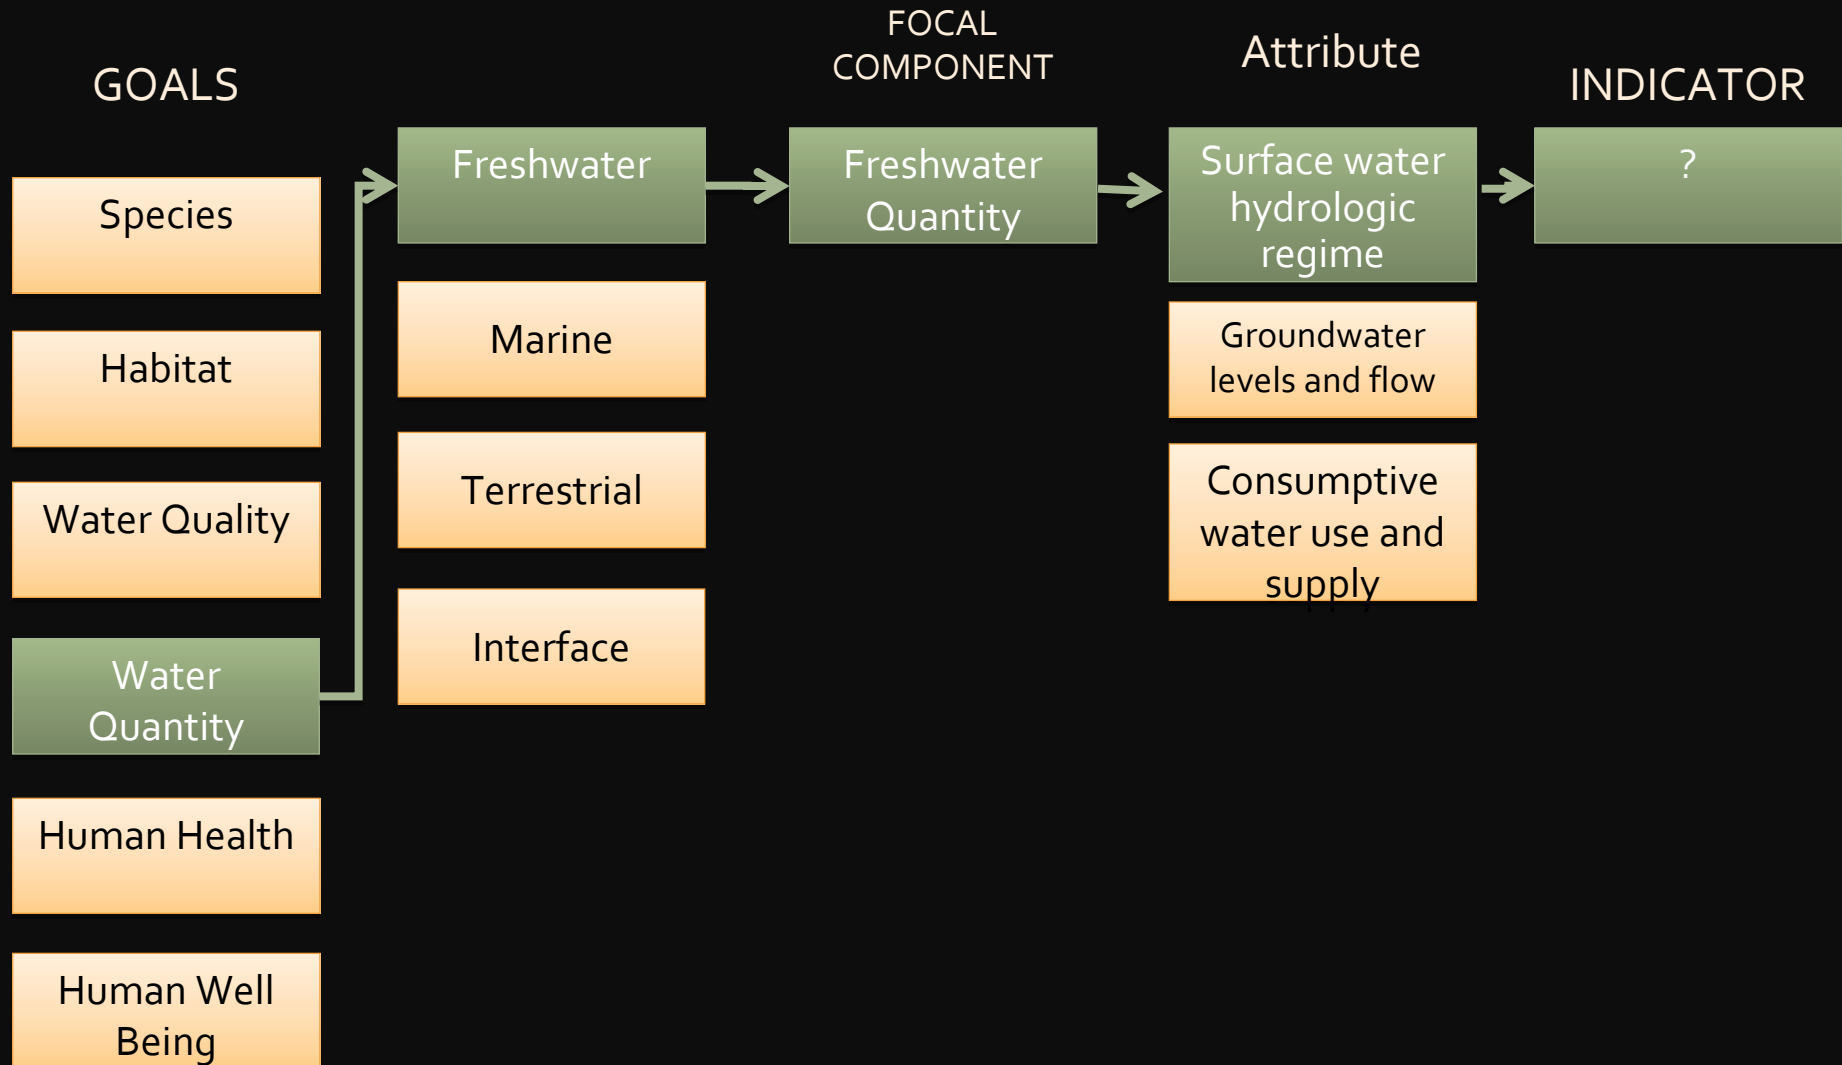 GOALS
Species
Habitat
Water Quality
Water
Quantity
Human Health
Human Well
Being
Freshwater
Marine
Terrestrial
Interface
FOCAL
COMPONENT
Freshwater
Quantity
Attribute
Surface water
hydrologic
regime
Groundwater
levels and flow
Consumptive
water use and
supply
INDICATOR
?